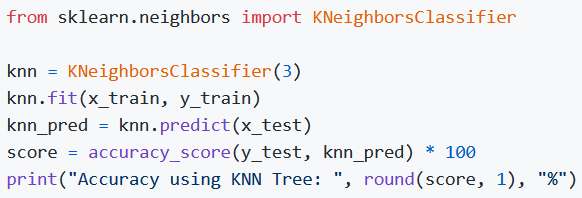 from sklearn.neighbors import KNeighborsClassifier
knn = KNeighborsClassifier(3)
knn.fit(x_train, y_train)
knn_pred = knn.predict(x_test)
score = accuracy_score(y_test, knn_pred) * 100
print("Accuracy using KNN Tree: ", round(score, 1), "%")